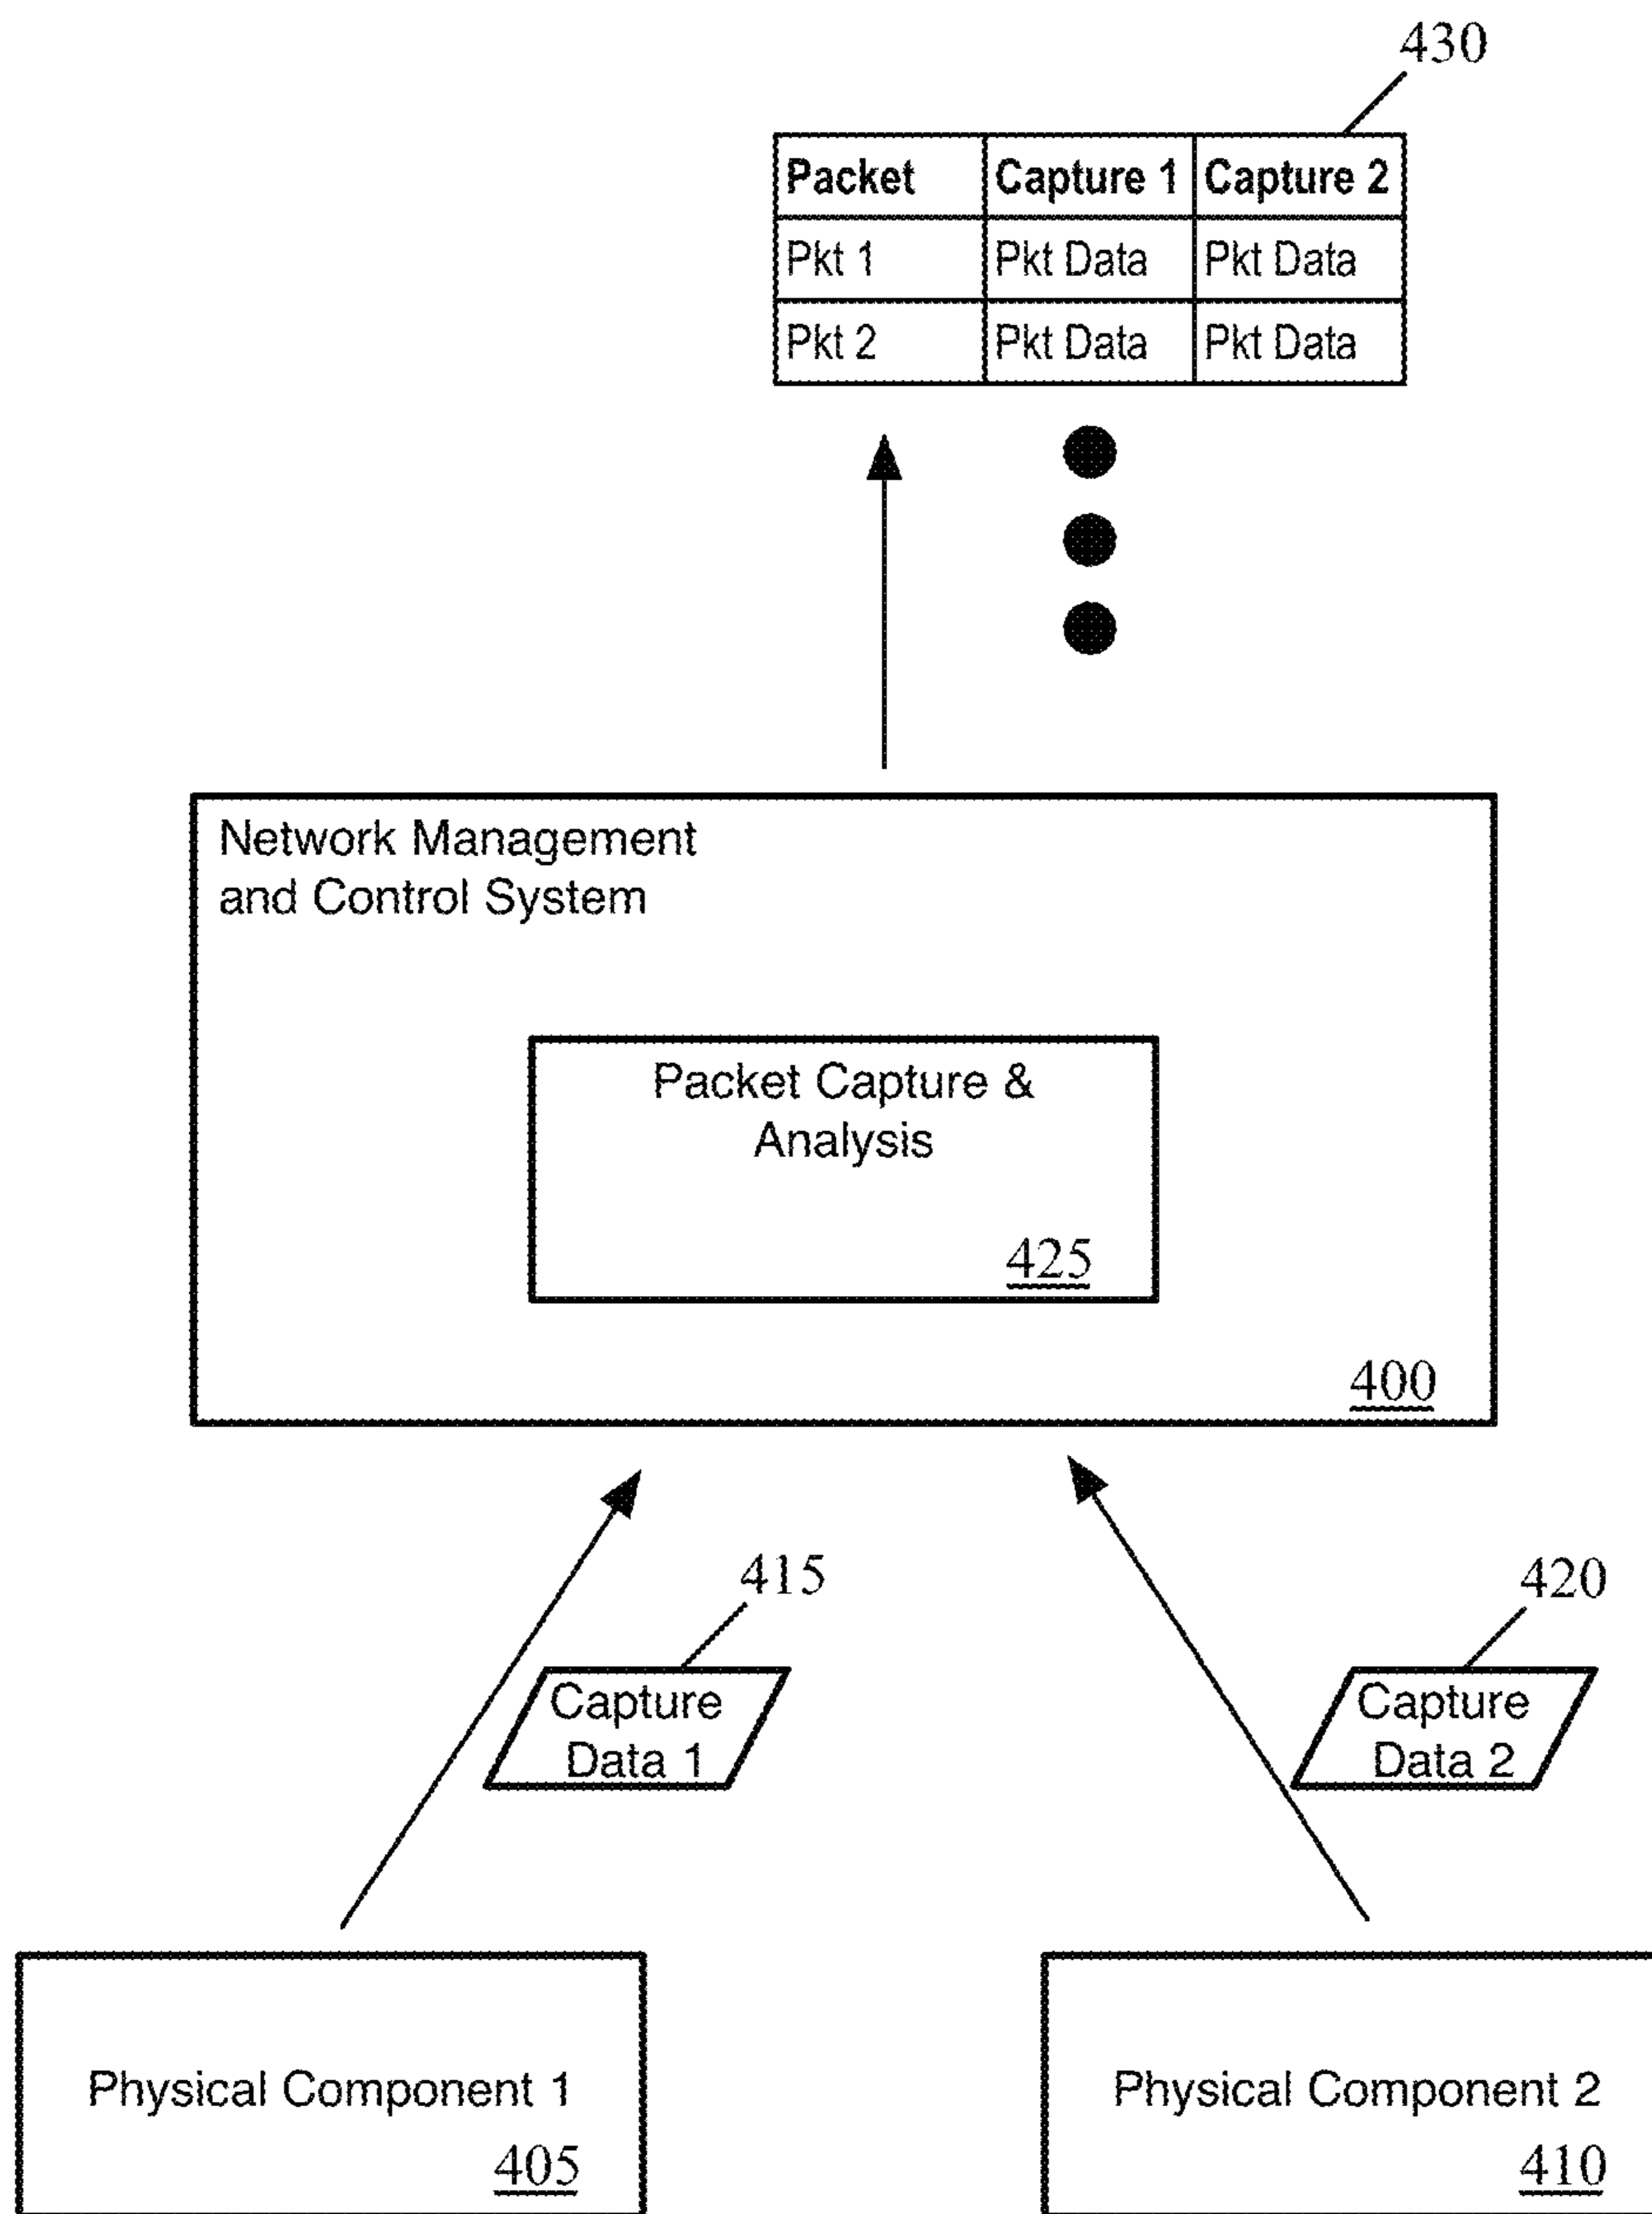 430
Packet Capture 1 Capture 2
Pkt 1 Pkt Data Pkt Data
Pkt 2 Pkt Data Pkt Data
Network Management
and Control System
Packet Capture &
Analysis
425
400
415
420
Capture
Data 1
Capture
Data 2
Physical Component 1
405
Physical Component 2
410